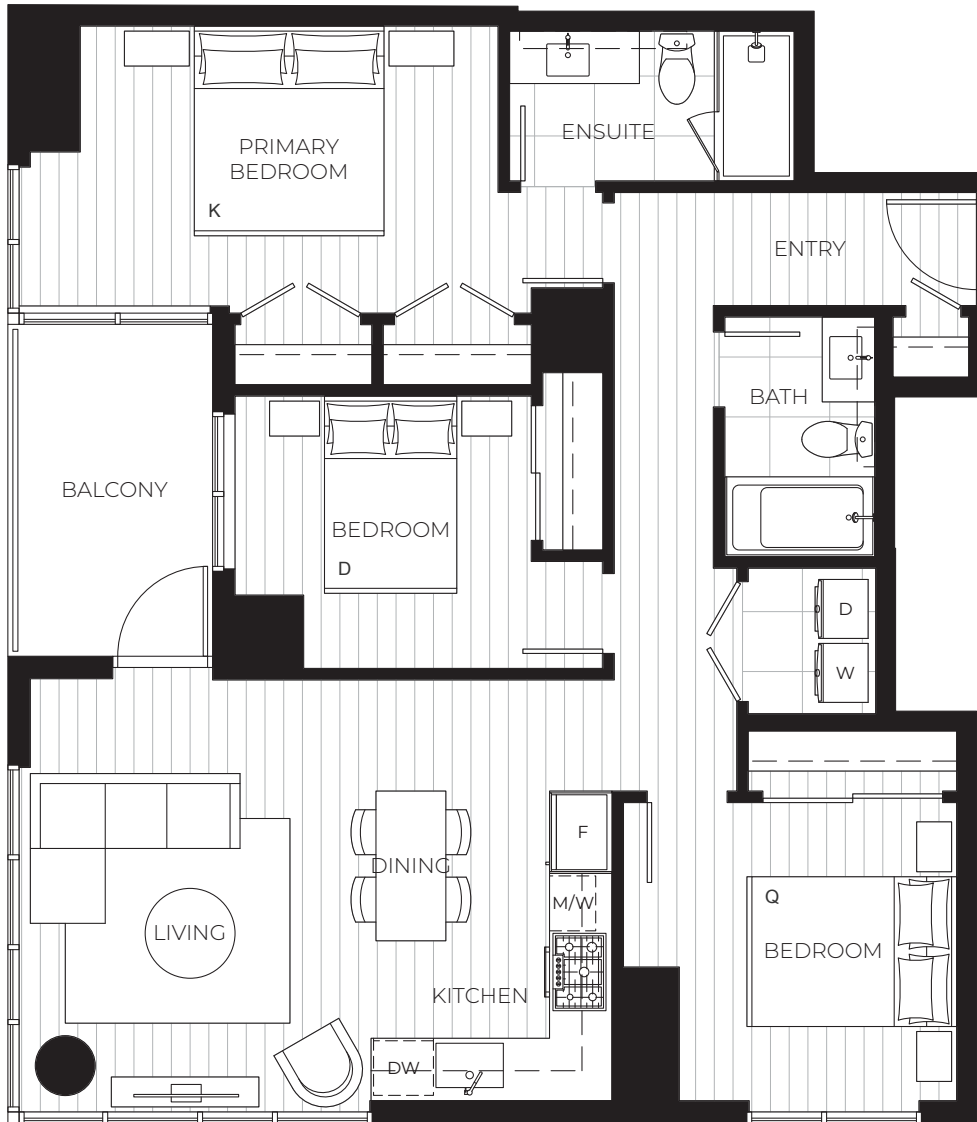 PRIMARY
BEDROOM
K
ENSUITE
ENTRY
BATH
BALCONY
BEDROOM
D
D
W
F
DINING
M/W
LIVING
KITCHEN
DW
Q
BEDROOM